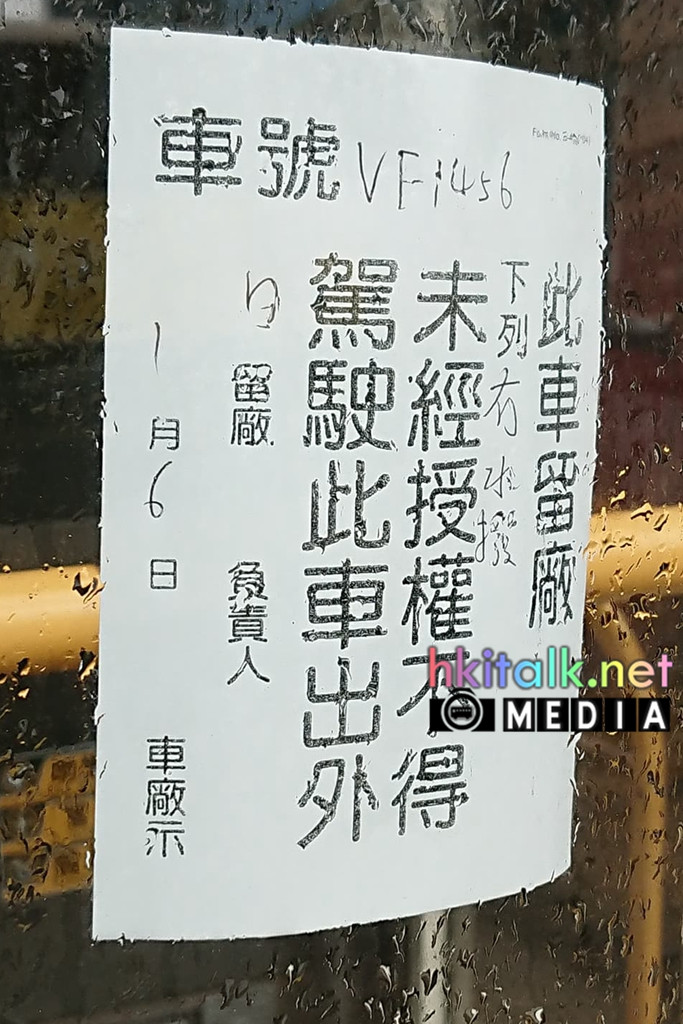 車號 VF1456
此車留廠
下列冇水撥
未經授權不得
駕駛此車出外
留廠 負責人
1月6日
車廠示
hkitalk.net
MEDIA